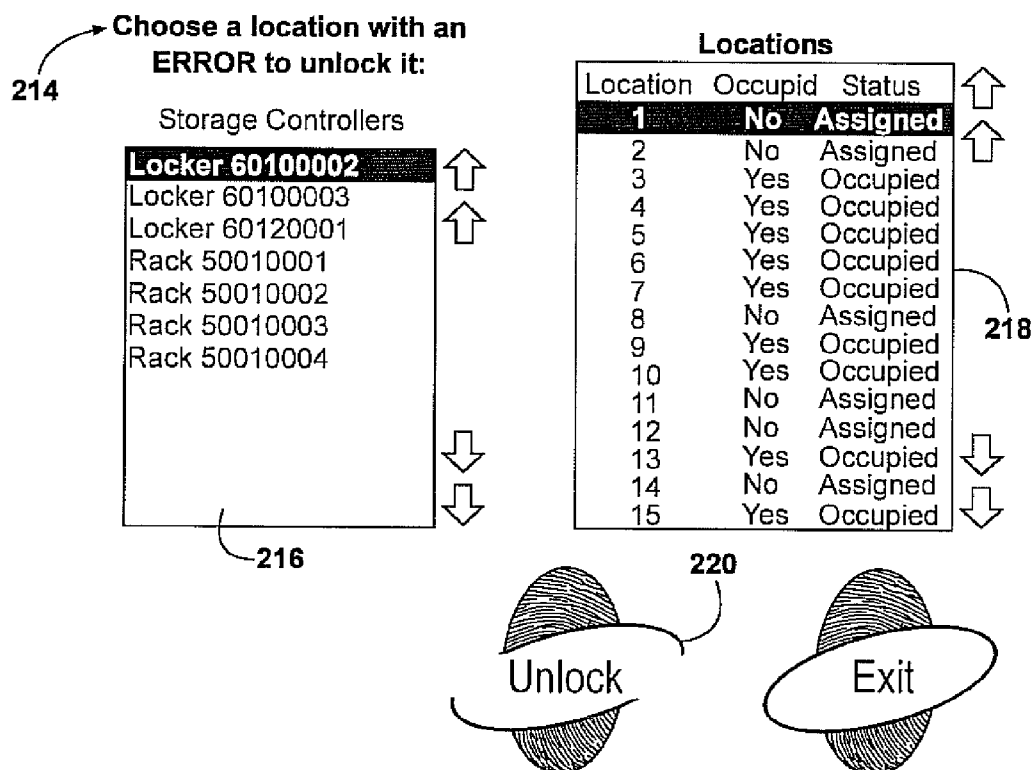 Choose a location with an
ERROR to unlock it:
214
Storage Controllers
Locker 60100002
Locker 60100003
Locker 60120001
Rack 50010001
Rack 50010002
Rack 50010003
Rack 50010004
216
Locations
Location Occupid Status
1 No Assigned
2 No Assigned
3 Yes Occupied
4 Yes Occupied
5 Yes Occupied
6 Yes Occupied
7 Yes Occupied
8 No Assigned
9 Yes Occupied
10 Yes Occupied
11 No Assigned
12 No Assigned
13 Yes Occupied
14 No Assigned
15 Yes Occupied
218
220
Unlock
Exit